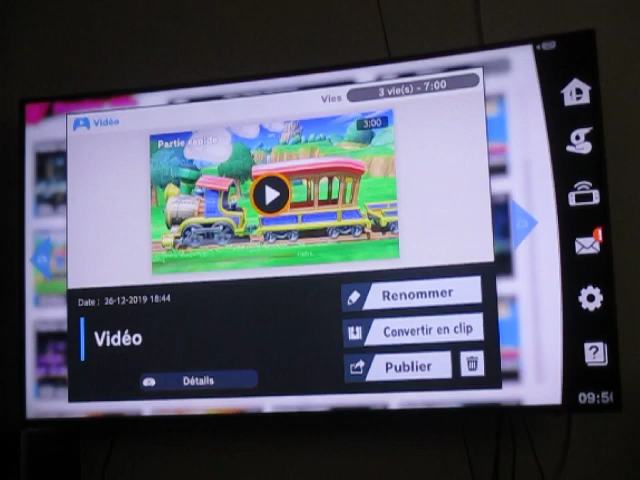 Vies 3 vie(s) - 7:00
Vidéo
Partie rapide 3:00
Date : 26-12-2019 18:44
Renommer
Vidéo
Convertir en clip
Publier
Détails
?